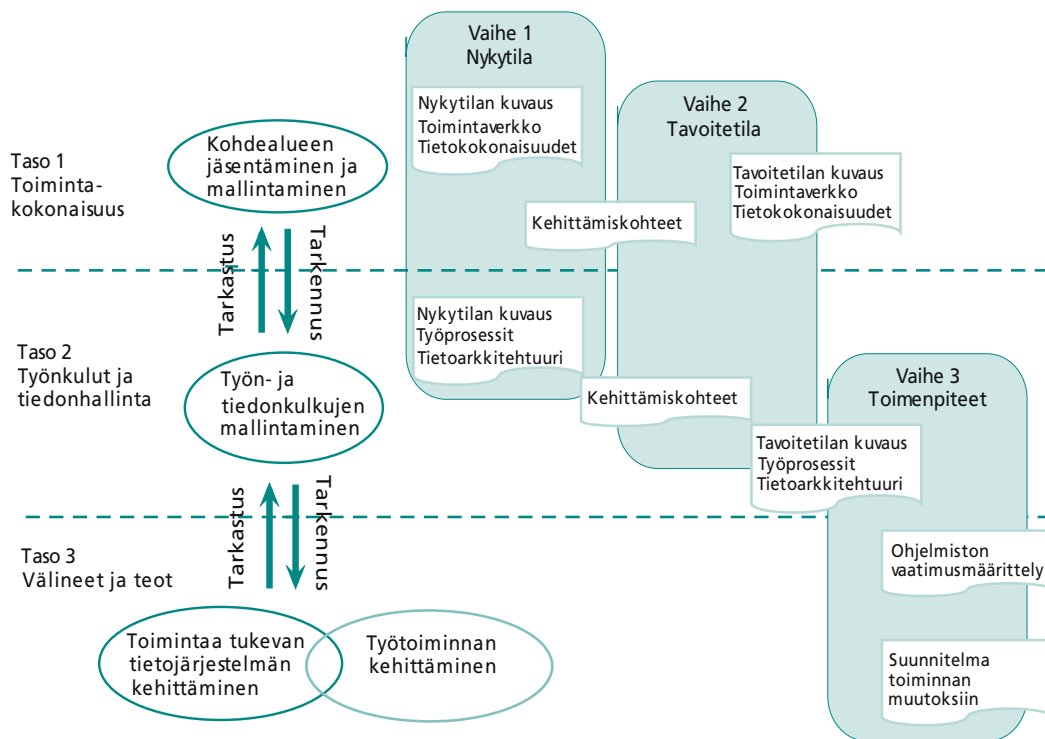 Vaihe 1
Nykytila
Nykytilan kuvaus
Toimintaverkko
Tietokokonaisuudet
Vaihe 2
Tavoitetila
Kohdealueen
jäsentäminen ja
mallintaminen
Taso 1
Toiminta-
kokonaisuus
Tavoitetilan kuvaus
Toimintaverkko
Tietokokonaisuudet
Kehittämiskohteet
Tarkastus
Tarkennus
Nykytilan kuvaus
Työprosessit
Tietoarkkitehtuuri
Taso 2
Työnkulut ja
tiedonhallinta
Työn- ja
tiedonkulkujen
mallintaminen
Kehittämiskohteet
Vaihe 3
Toimenpiteet
Tavoitetilan kuvaus
Työprosessit
Tietoarkkitehtuuri
Tarkastus
Tarkennus
Taso 3
Välineet ja teot
Ohjelmiston
vaatimusmäärittely
Toimintaa tukevan
tietojärjestelmän
kehittäminen
Työtoiminnan
kehittäminen
Suunnitelma
toiminnan
muutoksiin